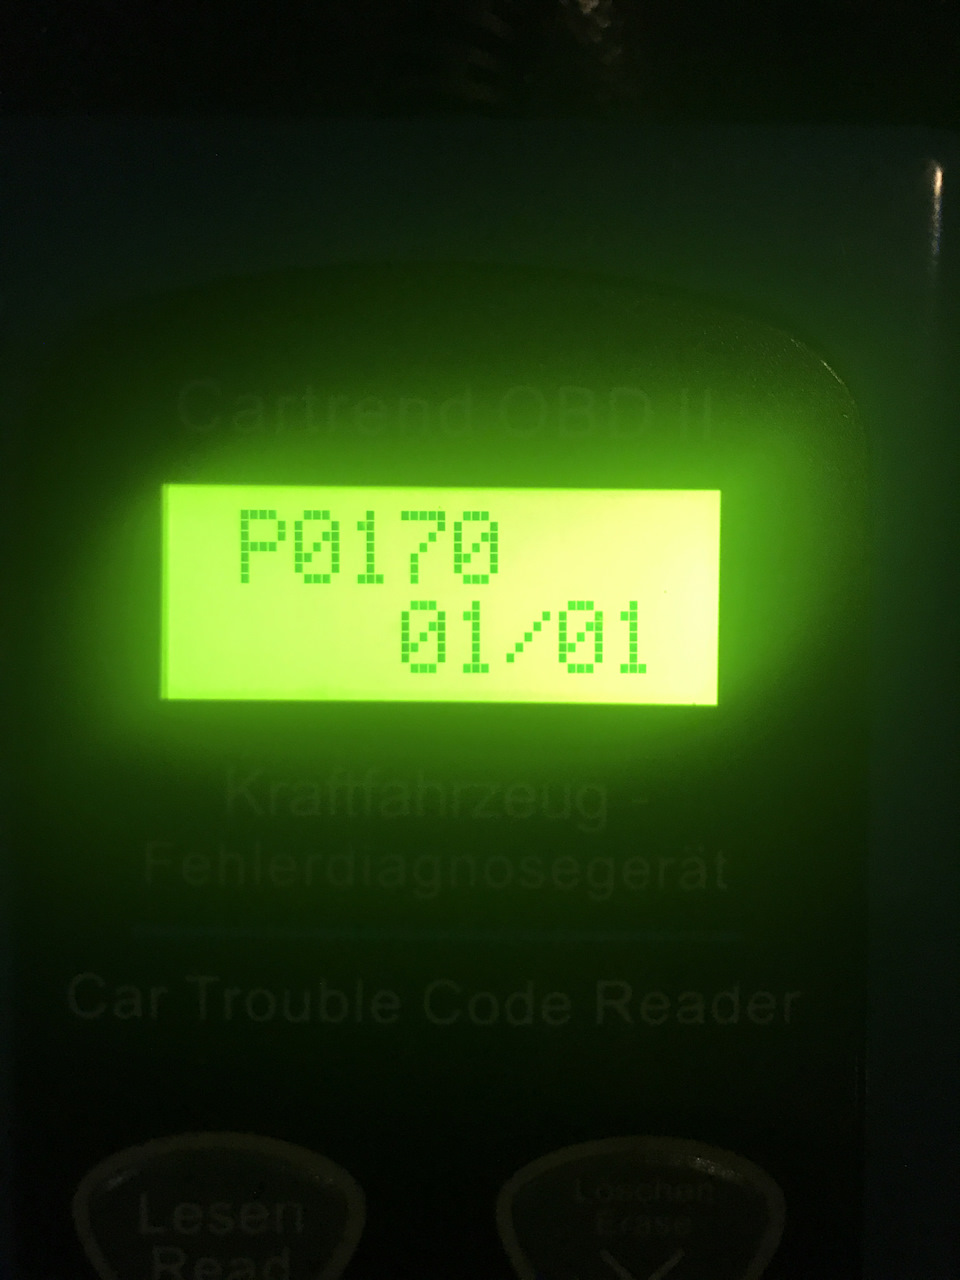 Cartrend OBD II
P0170
01/01
Kraftfahrzeug -
Fehlerdiagnosegerät
Car Trouble Code Reader
Lesen
Read
Löschen
Erase